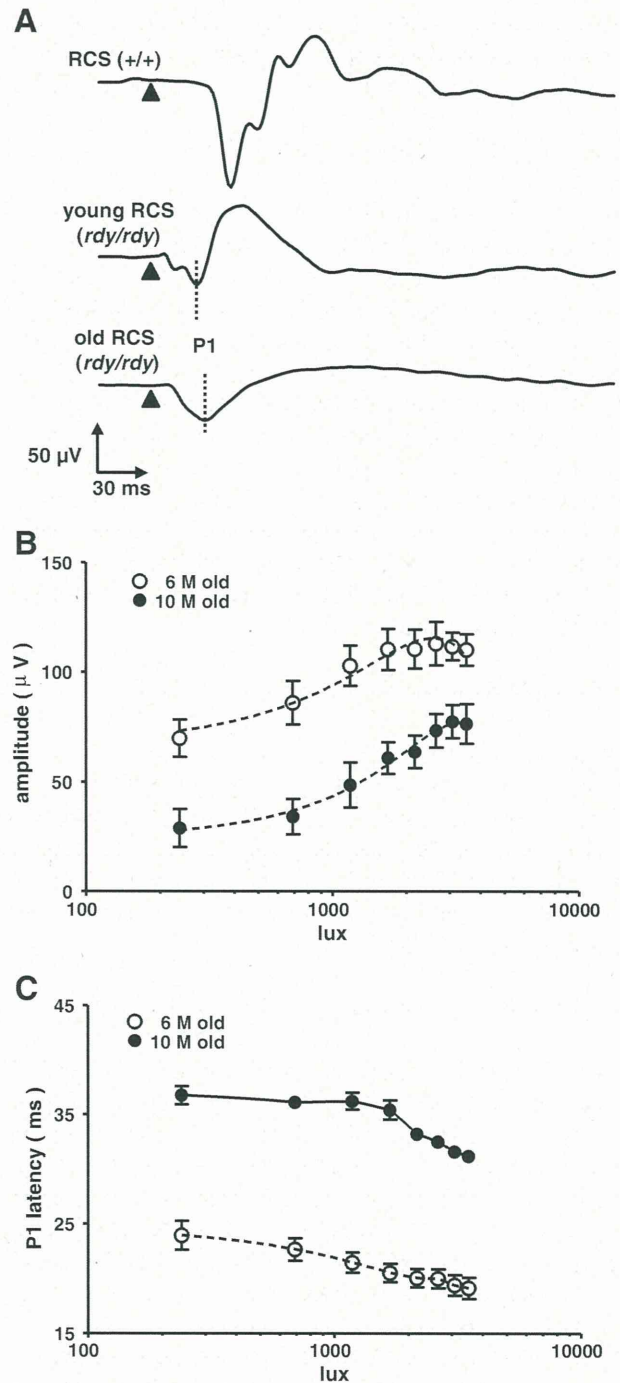 A
RCS (+/+)
young RCS
(rdy/rdy)
P1
old RCS
(rdy/rdy)
50 µV
30 ms
B
150
100
50
0
amplitude ( µ V )
6 M old
10 M old
100
1000
10000
lux
C
45
35
25
15
P1 latency ( ms )
6 M old
10 M old
100
1000
10000
lux